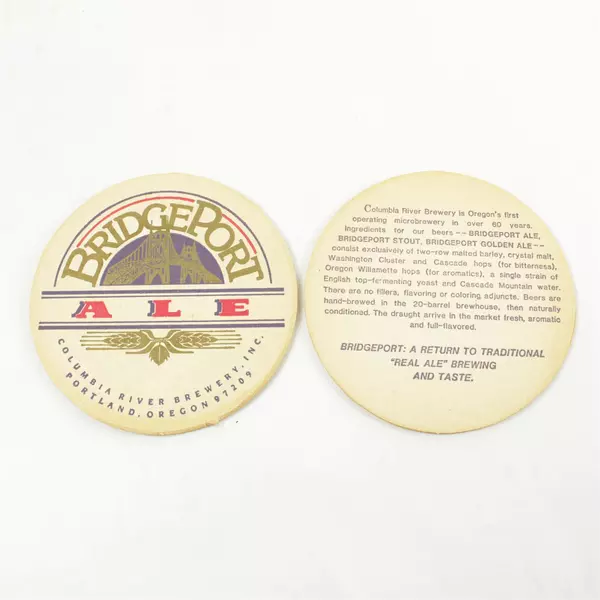 BRIDGEPORT
ALE
COLUMBIA RIVER BREWERY, INC.
PORTLAND, OREGON 97209
Columbia River Brewery is Oregon's first
operating microbrewery in over 60 years.
Ingredients for our beers -- BRIDGEPORT ALE,
BRIDGEPORT STOUT, BRIDGEPORT GOLDEN ALE --
consist exclusively of two-row malted barley, crystal malt,
Washington Cluster and Cascade hops (for bitterness),
Oregon Willamette hops (for aromatics), a single strain of
English top-fermenting yeast and Cascade Mountain water.
There are no fillers, flavoring or coloring adjuncts. Beers are
hand-brewed in the 20-barrel brewhouse, then naturally
conditioned. The draught arrive in the market fresh, aromatic
and full-flavored.
BRIDGEPORT: A RETURN TO TRADITIONAL
"REAL ALE" BREWING
AND TASTE.